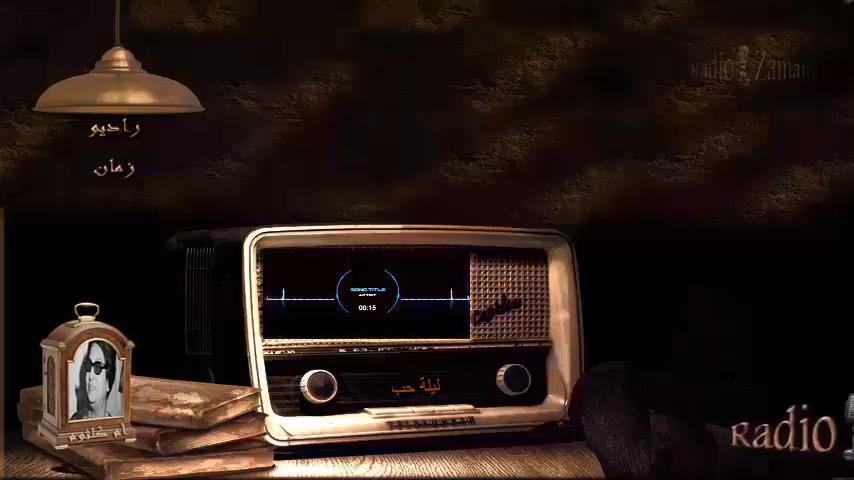 Radio Zaman
راديو
زمان
SONG TITLE
ARTIST
00:15
ليلة حب
أم كلثوم
Radio